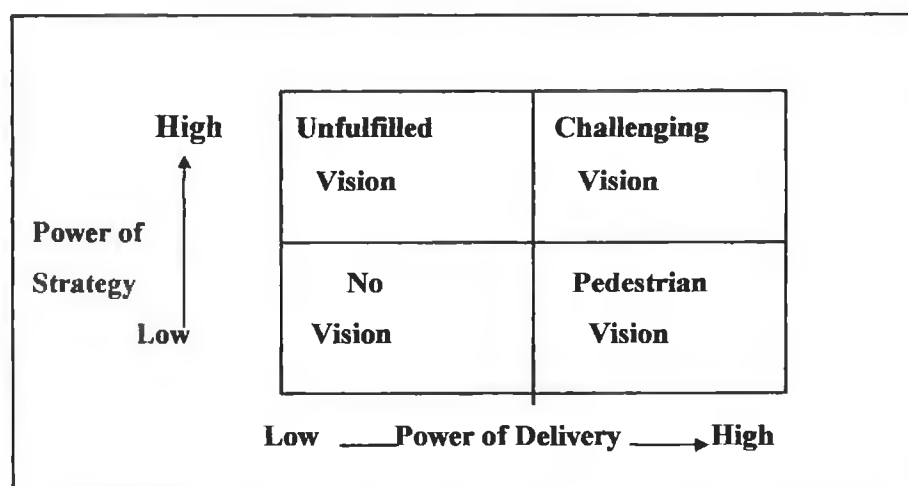 High
Unfulfilled
Vision
Challenging
Vision
Power of
Strategy
Low
No
Vision
Pedestrian
Vision
Low Power of Delivery High